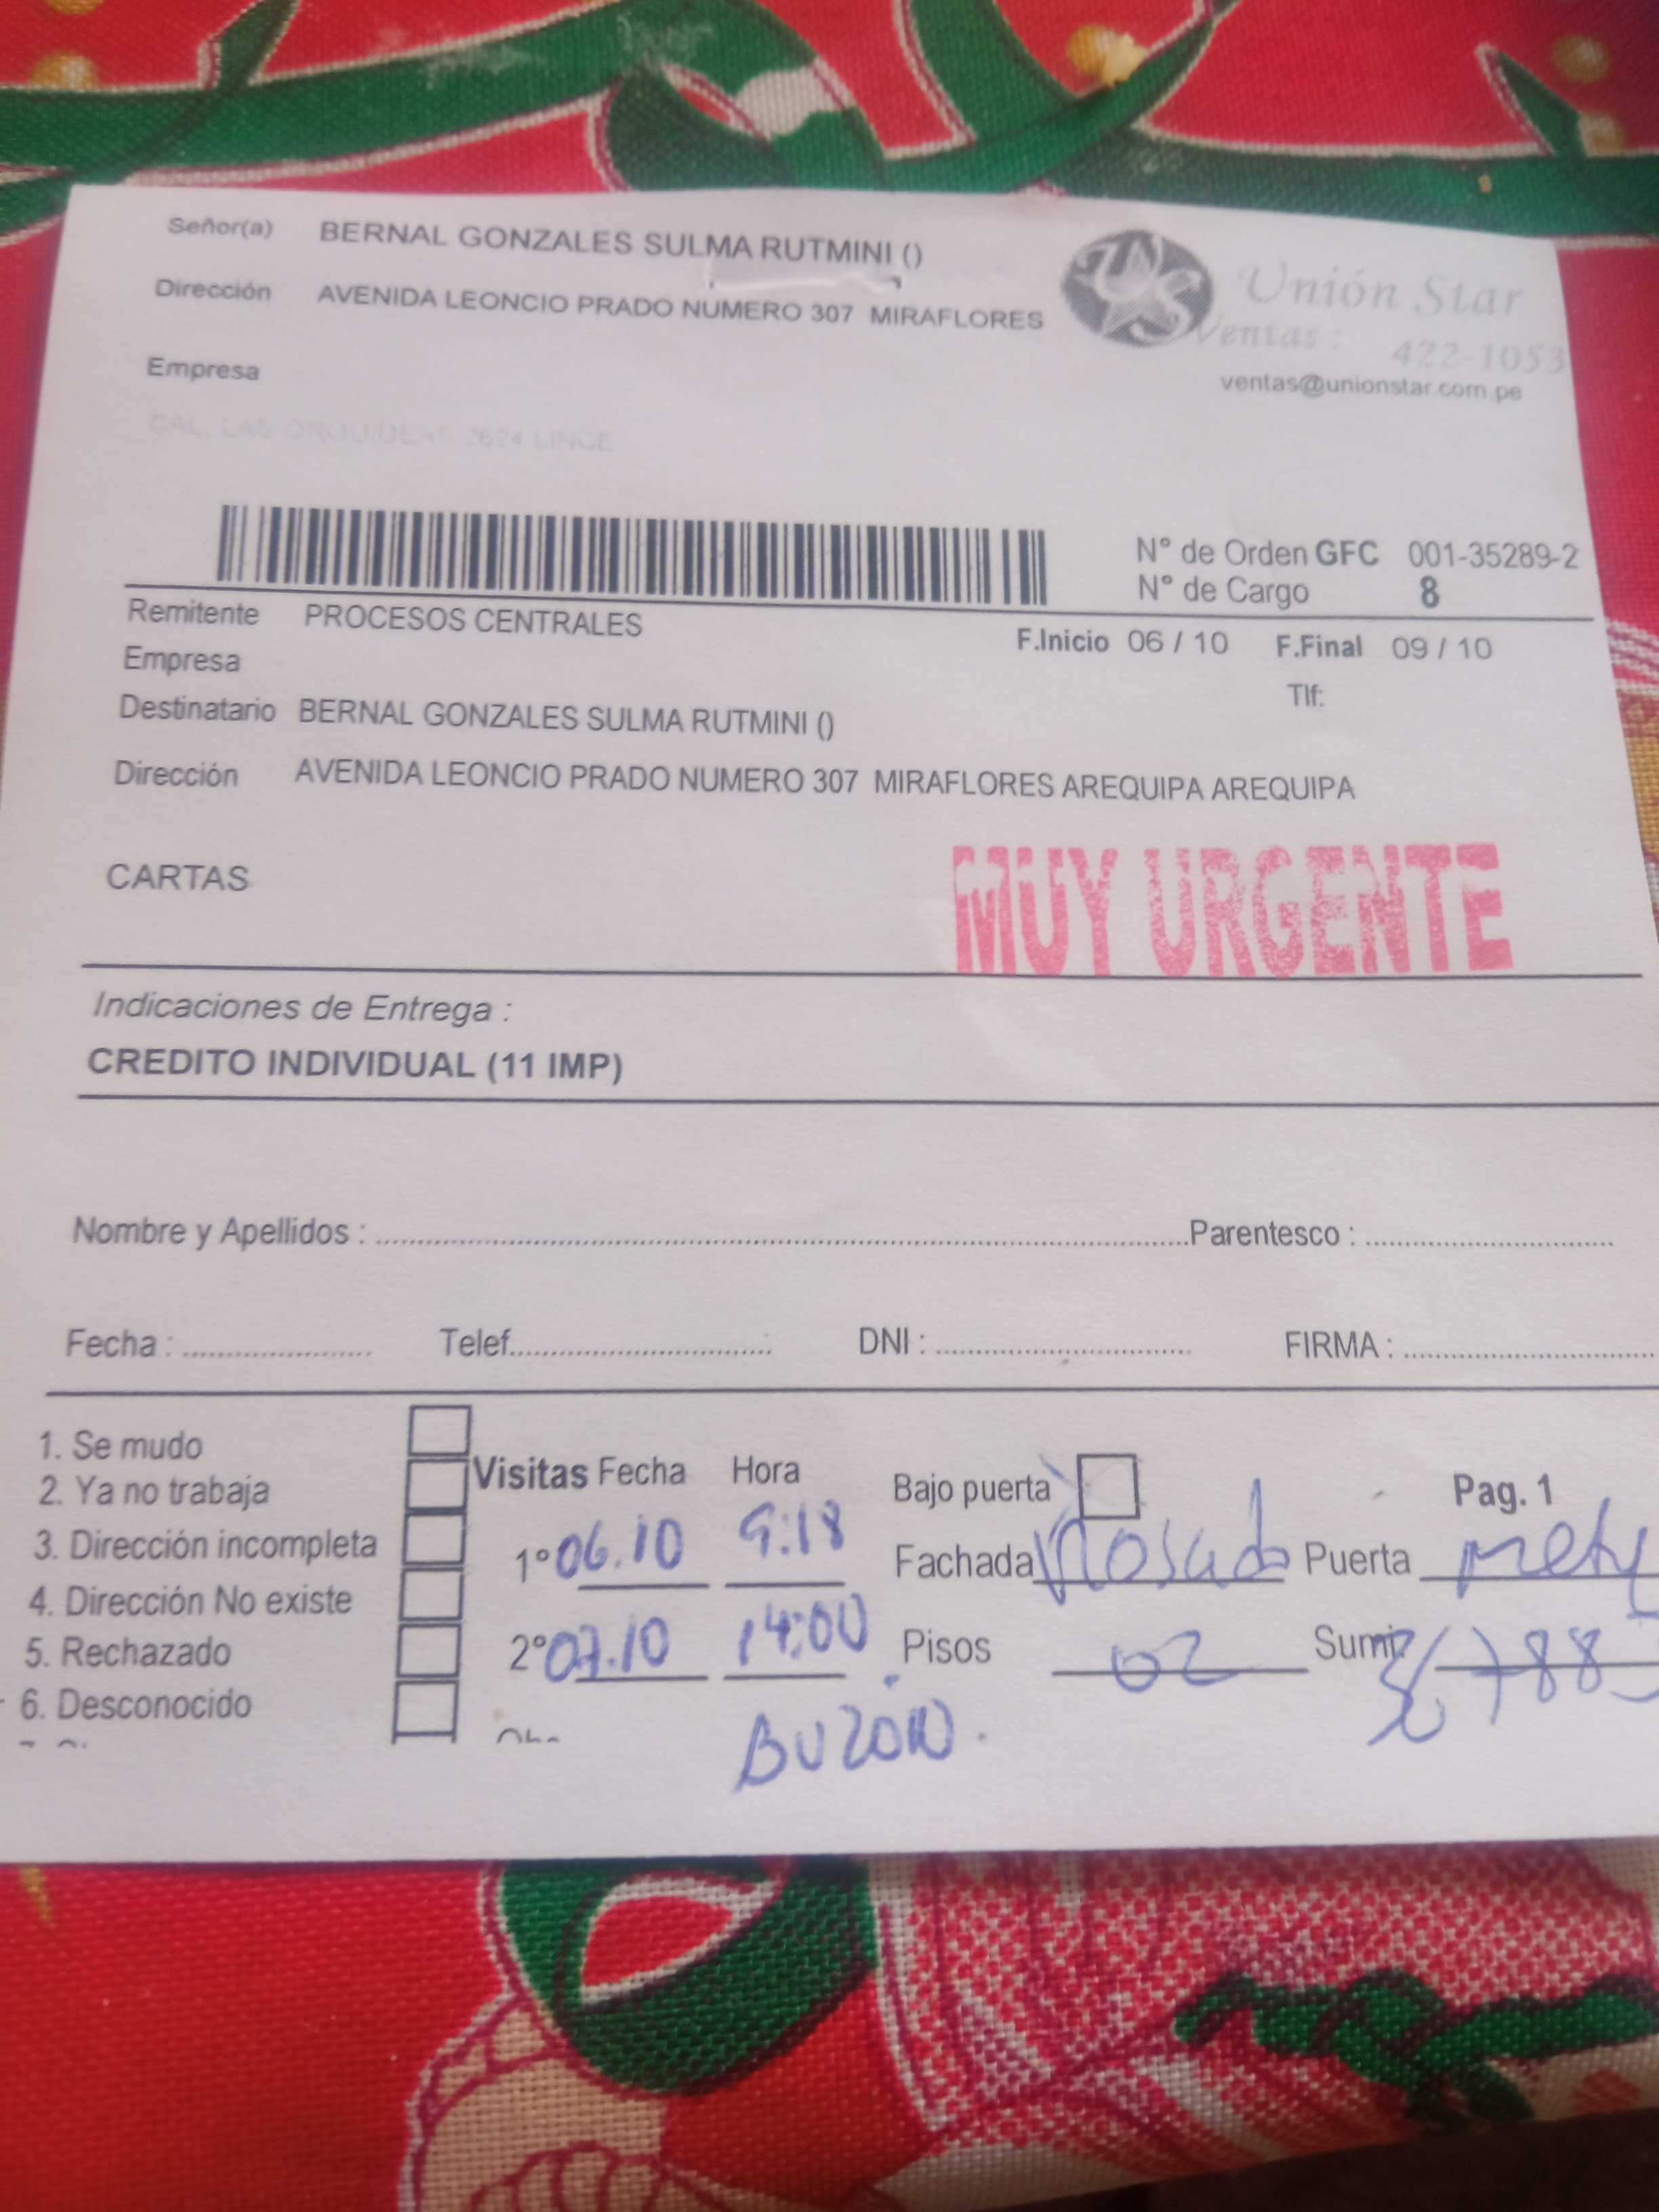 Señor(a) BERNAL GONZALES SULMA RUTMINI ()
Dirección AVENIDA LEONCIO PRADO NUMERO 307 MIRAFLORES
Unión Star
Ventas : 422-1053
ventas@unionstar.com.pe
Empresa
CAL. LAS ORQUIDEAS 2624 LINCE
N° de Orden GFC 001-35289-2
N° de Cargo 8
Remitente PROCESOS CENTRALES
F.Inicio 06 / 10 F.Final 09 / 10
Empresa
Tlf:
Destinatario BERNAL GONZALES SULMA RUTMINI ()
Dirección AVENIDA LEONCIO PRADO NUMERO 307 MIRAFLORES AREQUIPA AREQUIPA
CARTAS
MUY URGENTE
Indicaciones de Entrega :
CREDITO INDIVIDUAL (11 IMP)
Nombre y Apellidos : Parentesco :
Fecha : Telef. DNI : FIRMA :
1. Se mudo
2. Ya no trabaja
3. Dirección incompleta
4. Dirección No existe
5. Rechazado
6. Desconocido
Visitas Fecha Hora
1° 06.10 9:18
2° 07.10 14:00
BUZON.
Bajo puerta
Pag. 1
Fachada Rosado Puerta
Pisos 02 Sumi